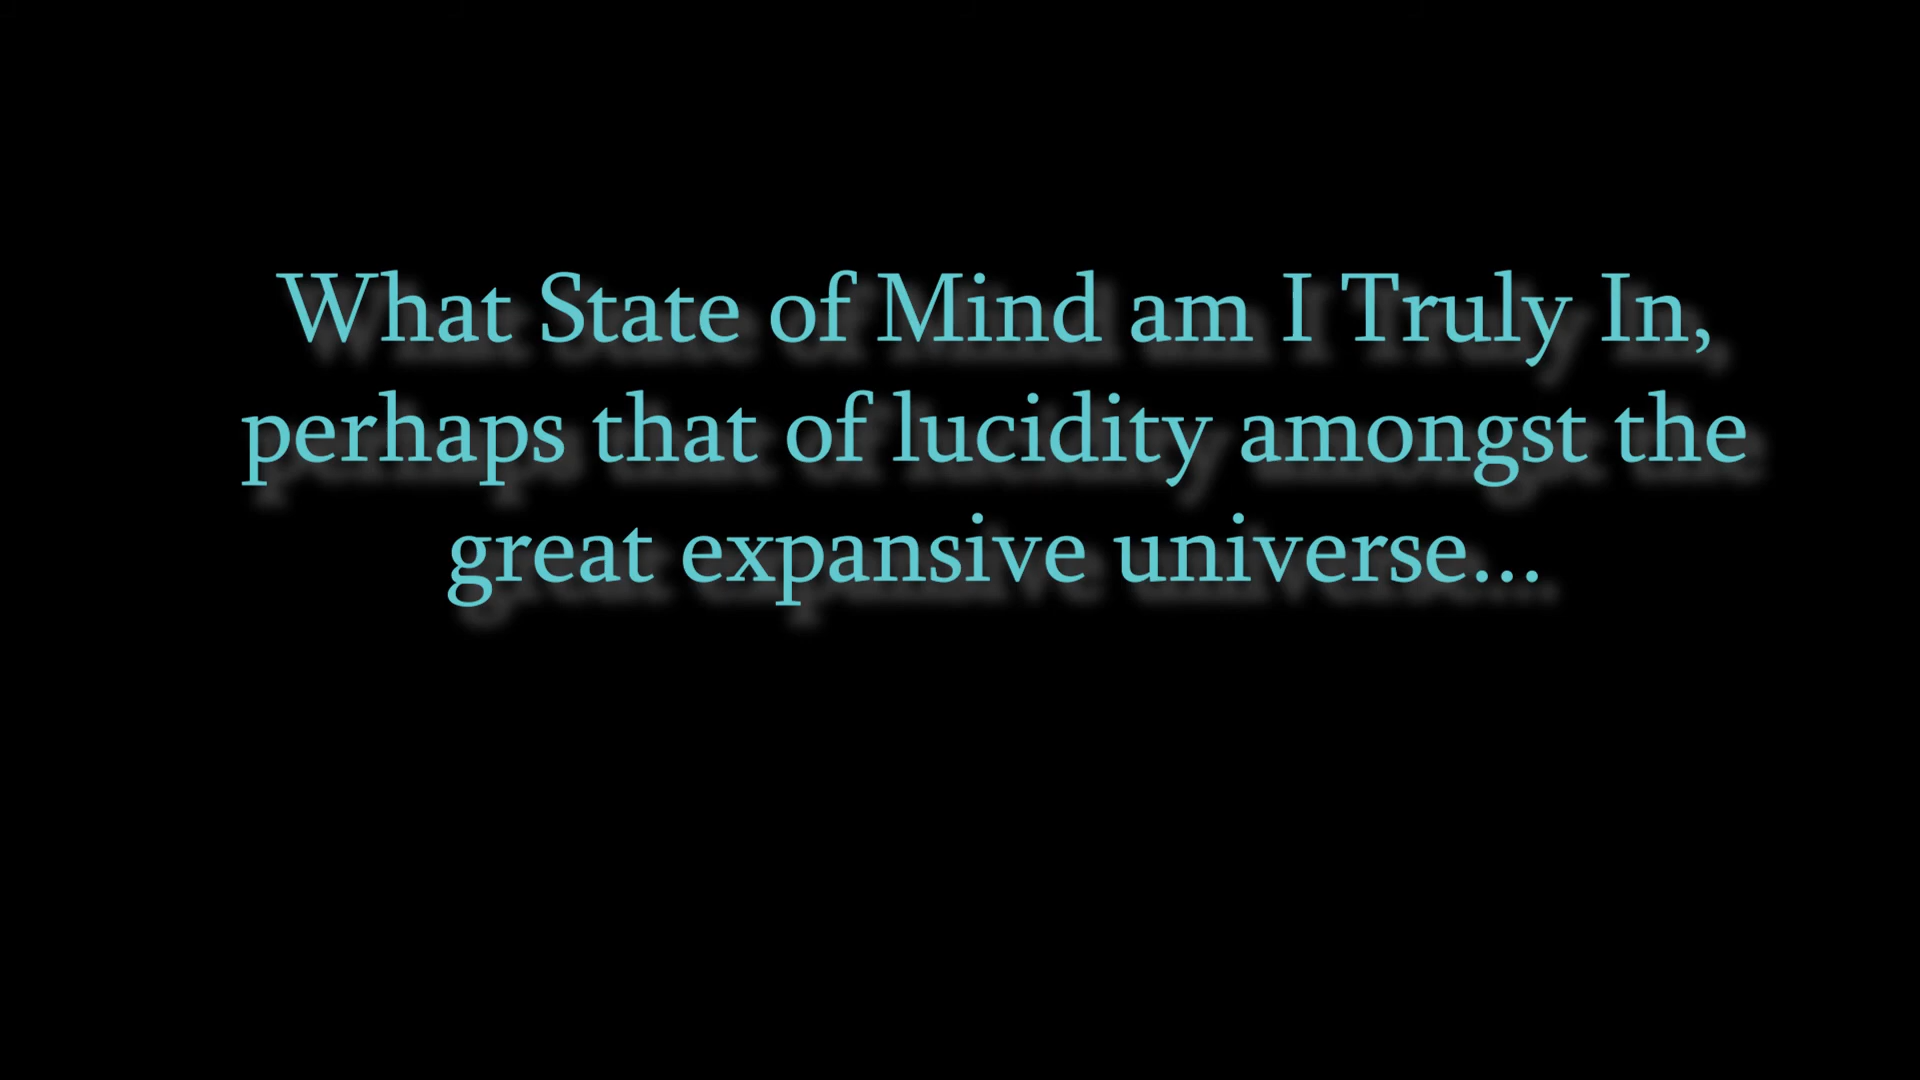 What State of Mind am I Truly In,
perhaps that of lucidity amongst the
great expansive universe...